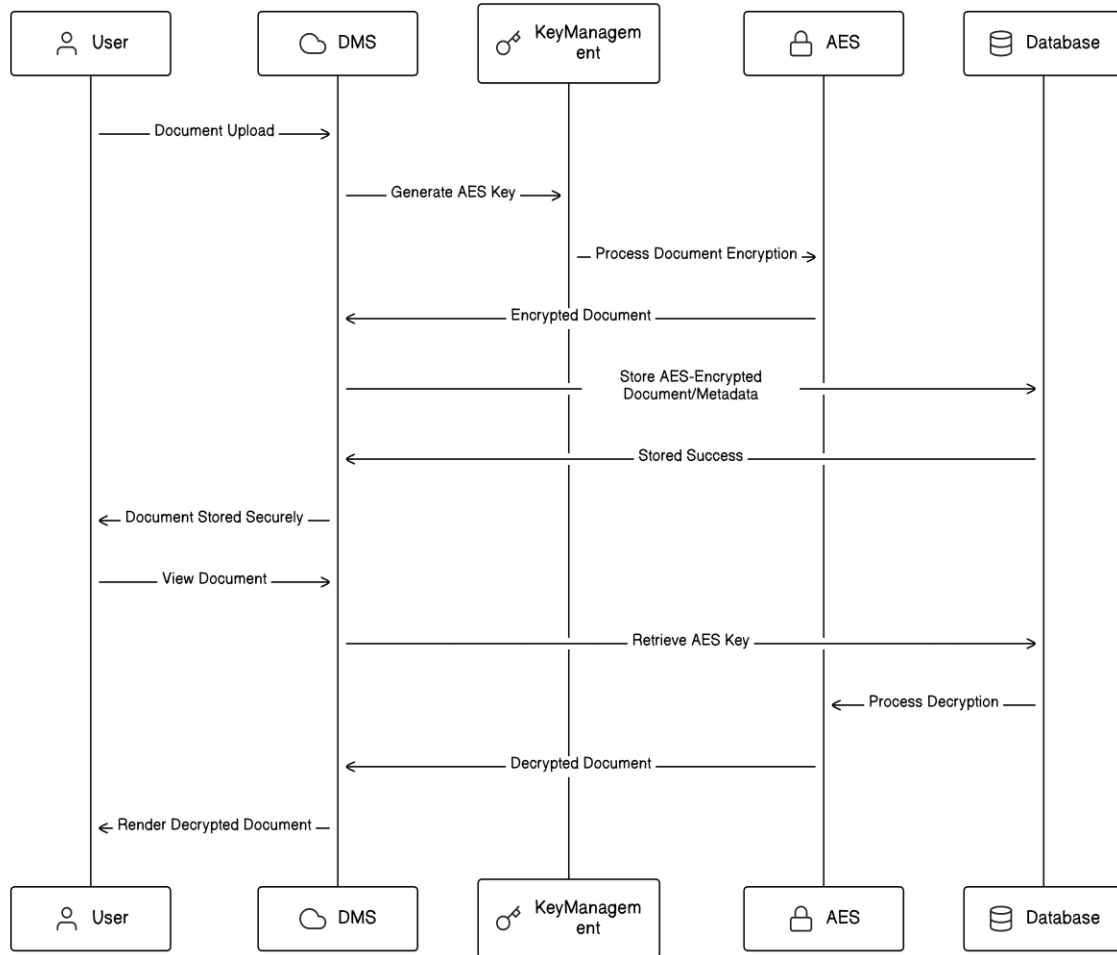 User
DMS
KeyManagem
ent
AES
Database
Document Upload
Generate AES Key
Process Document Encryption
Encrypted Document
Store AES-Encrypted
Document/Metadata
Stored Success
Document Stored Securely
View Document
Retrieve AES Key
Process Decryption
Decrypted Document
Render Decrypted Document
User
DMS
KeyManagem
ent
AES
Database